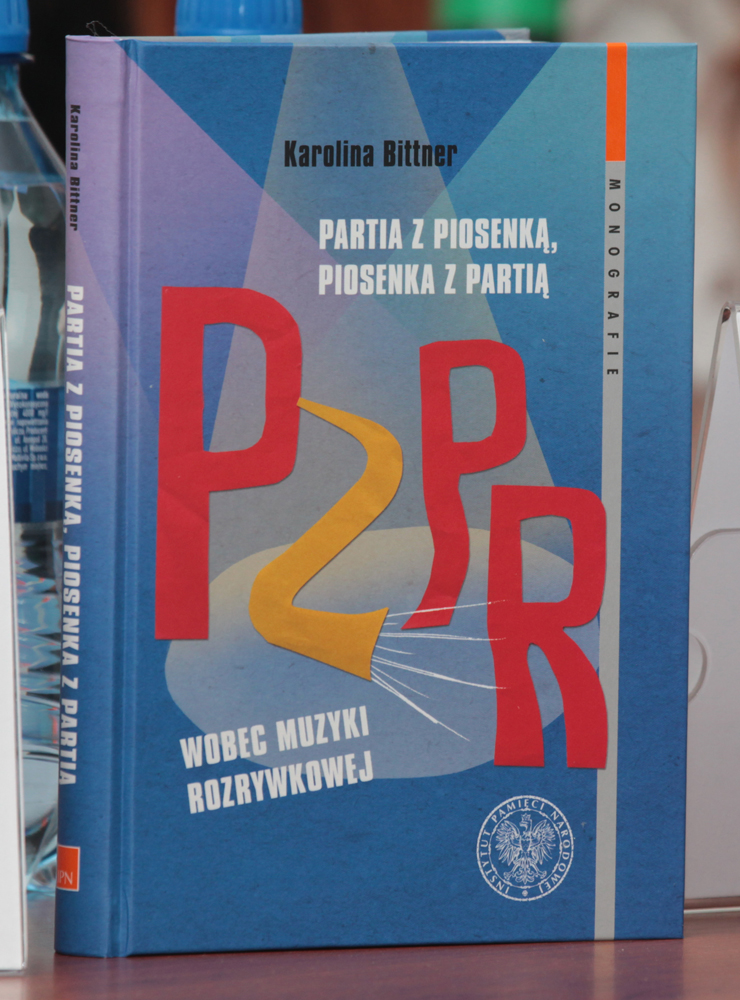 Karolina Bittner
PARTIA Z PIOSENKĄ,
PIOSENKA Z PARTIĄ
PZPR
WOBEC MUZYKI
ROZRYWKOWEJ
MONOGRAFIE
INSTYTUT PAMIĘCI NARODOWEJ
Karolina Bittner
PARTIA Z PIOSENKĄ, PIOSENKA Z PARTIĄ
IPN